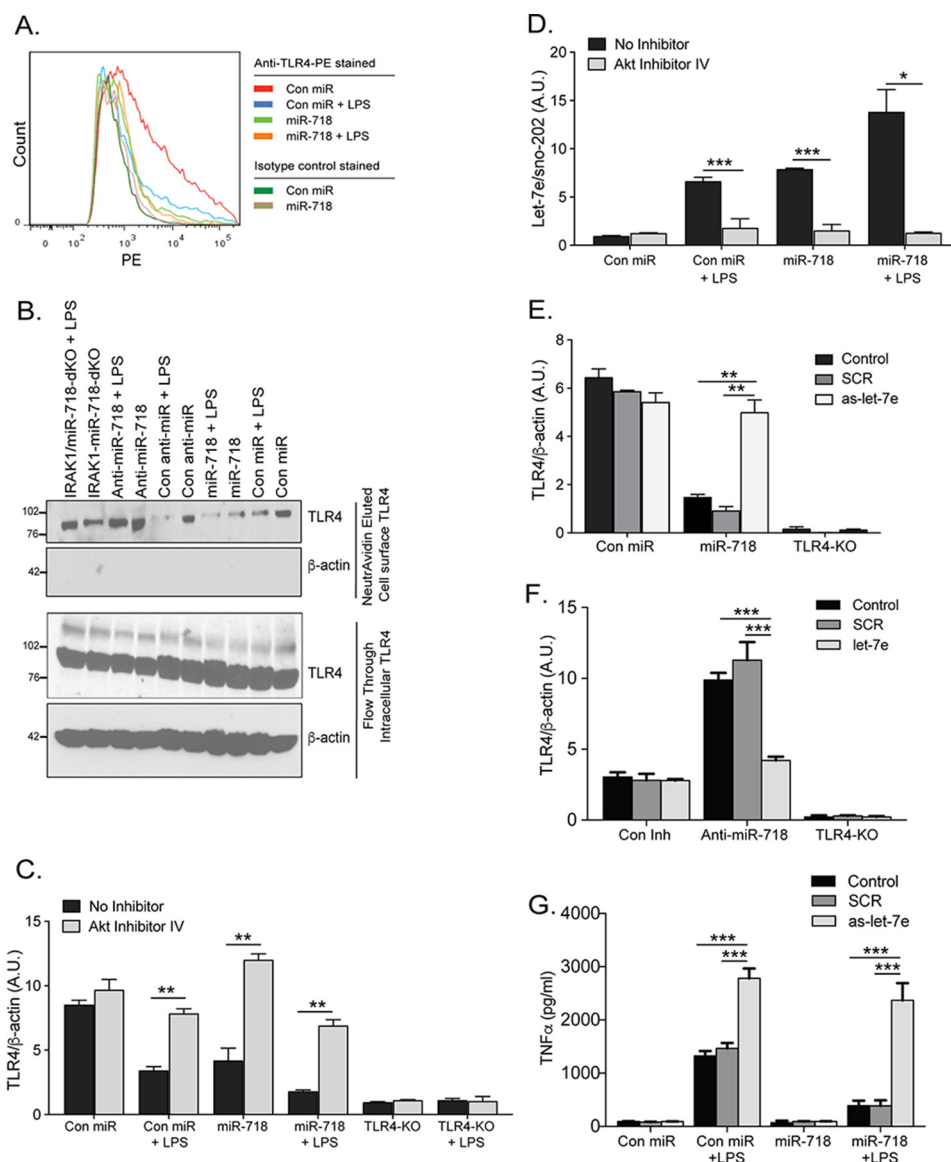 A.
Count
0
0
10²
10³
10⁴
10⁵
PE
Anti-TLR4-PE stained
Con miR
Con miR + LPS
miR-718
miR-718 + LPS
Isotype control stained
Con miR
miR-718
B.
IRAK1/miR-718-dKO + LPS
IRAK1-miR-718-dKO
Anti-miR-718 + LPS
Anti-miR-718
Con anti-miR + LPS
Con anti-miR
miR-718 + LPS
miR-718
Con miR + LPS
Con miR
102
76
TLR4
42
β-actin
NeutrAvidin Eluted
Cell surface TLR4
102
76
TLR4
42
β-actin
Flow Through
Intracellular TLR4
C.
No Inhibitor
Akt Inhibitor IV
TLR4/β-actin (A.U.)
15
10
5
0
**
**
**
Con miR
Con miR
+ LPS
miR-718
miR-718
+ LPS
TLR4-KO
TLR4-KO
+ LPS
D.
No Inhibitor
Akt Inhibitor IV
Let-7e/sno-202 (A.U.)
20
15
10
5
0
***
***
*
Con miR
Con miR
+ LPS
miR-718
miR-718
+ LPS
E.
TLR4/β-actin (A.U.)
8
6
4
2
0
Control
SCR
as-let-7e
**
**
Con miR
miR-718
TLR4-KO
F.
TLR4/β-actin (A.U.)
15
10
5
0
Control
SCR
let-7e
***
***
Con Inh
Anti-miR-718
TLR4-KO
G.
Control
SCR
as-let-7e
TNFα (pg/ml)
4000
3000
2000
1000
0
***
***
***
***
Con miR
Con miR
+LPS
miR-718
miR-718
+LPS